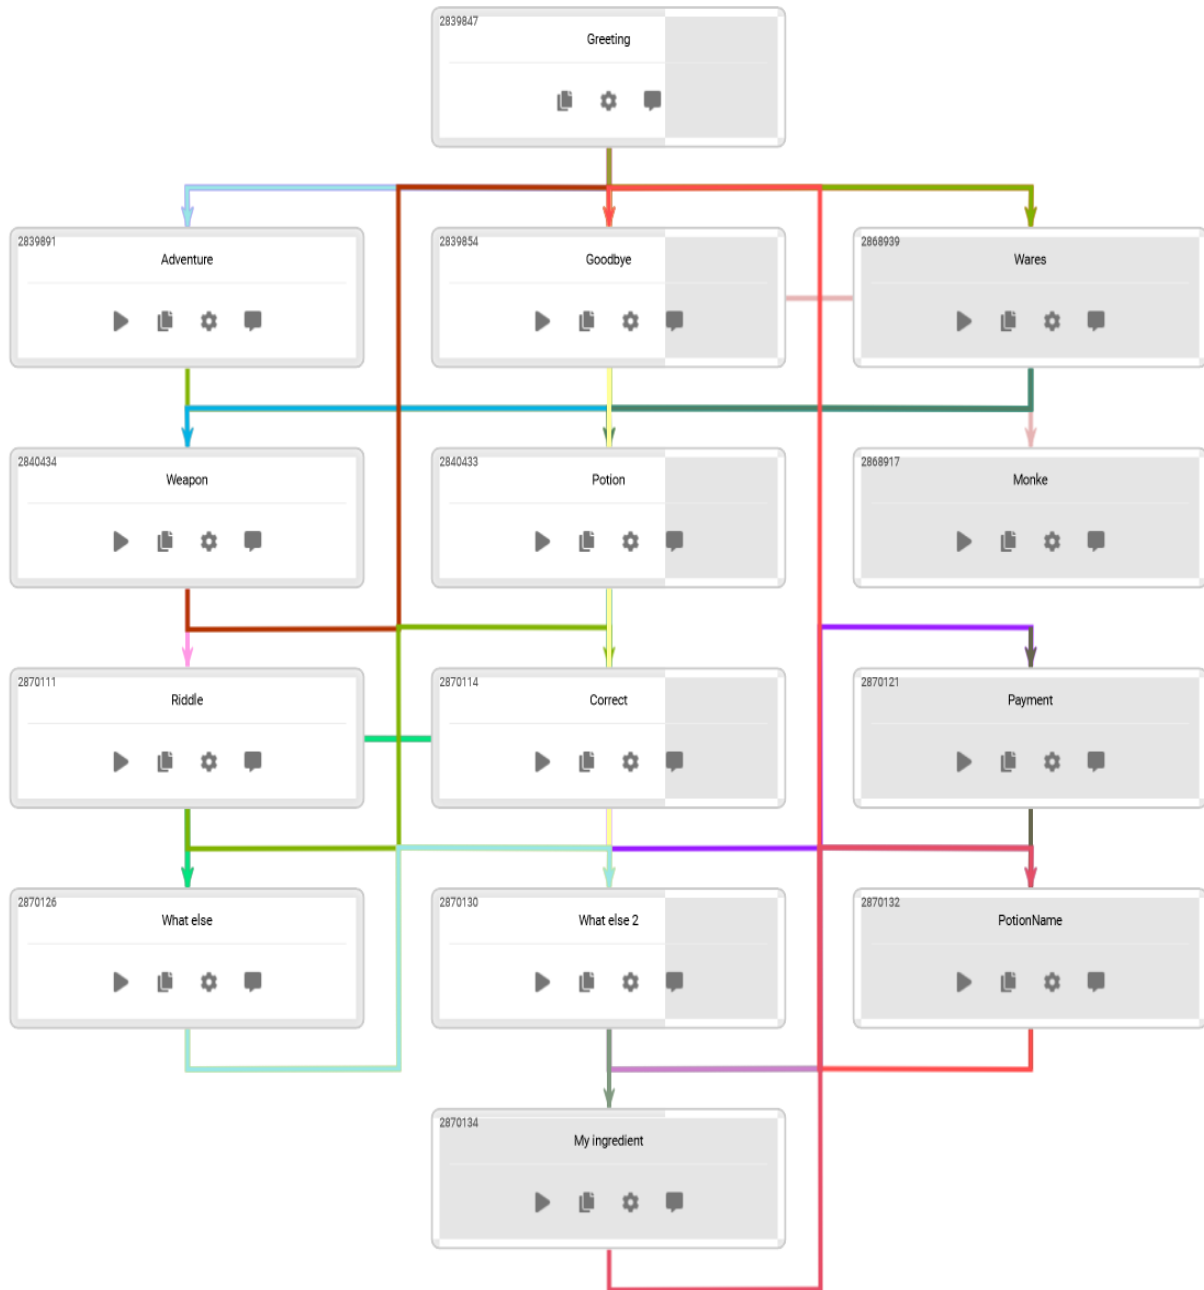 2839847
Greeting
2839891
Adventure
2839854
Goodbye
2868939
Wares
2840434
Weapon
2840433
Potion
2868917
Monke
2870111
Riddle
2870114
Correct
2870121
Payment
2870126
What else
2870130
What else 2
2870132
PotionName
2870134
My ingredient